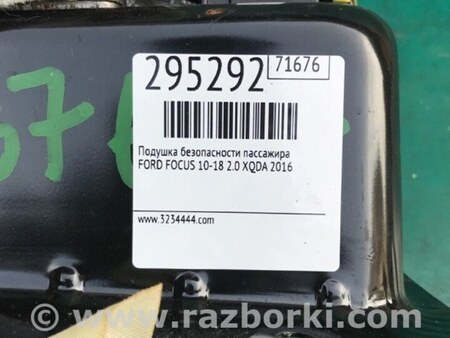 295292
71676
Подушка безопасности пассажира
FORD FOCUS 10-18 2.0 XQDA 2016
www.3234444.com
www.razborki.com